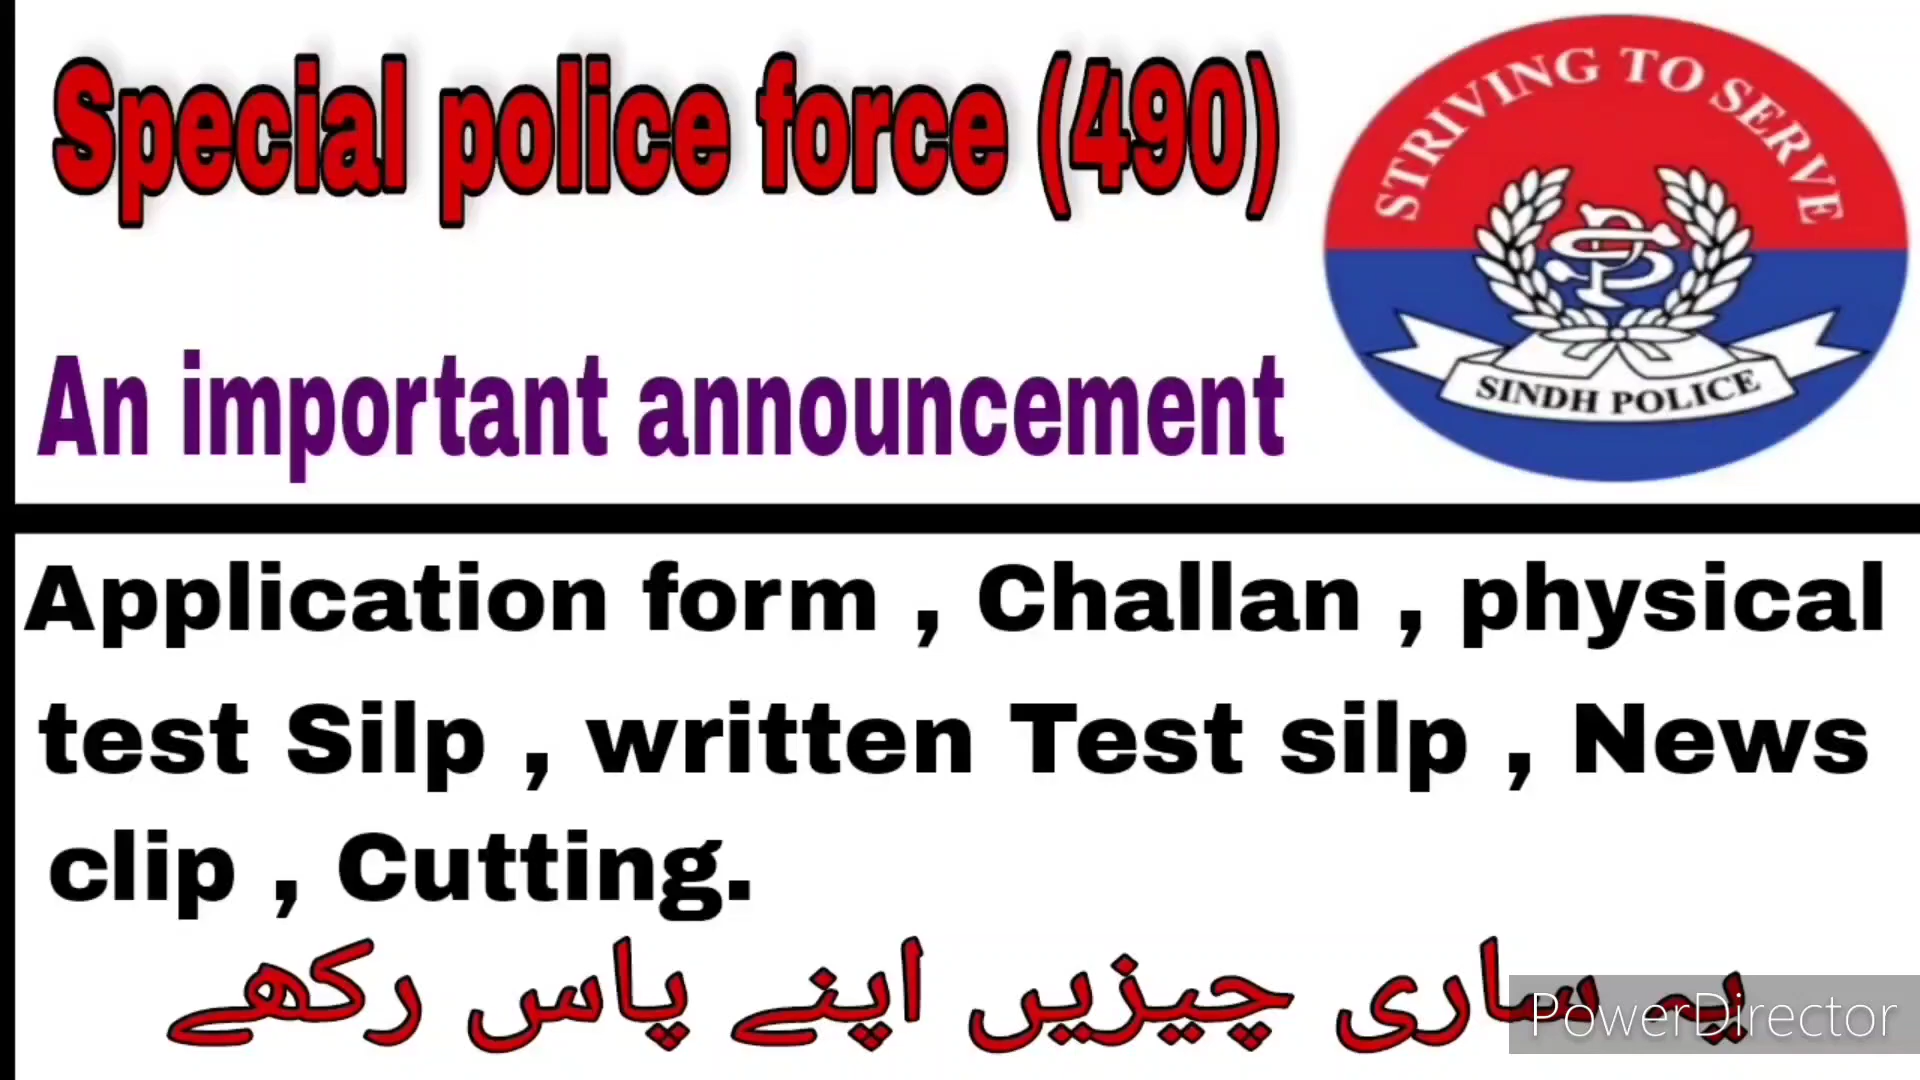 Special police force (490)
STRIVING TO SERVE
SPS
SINDH POLICE
An important announcement
Application form , Challan , physical
test Silp , written Test silp , News
clip , Cutting.
یہ ساری چیزیں اپنے پاس رکھے
PowerDirector